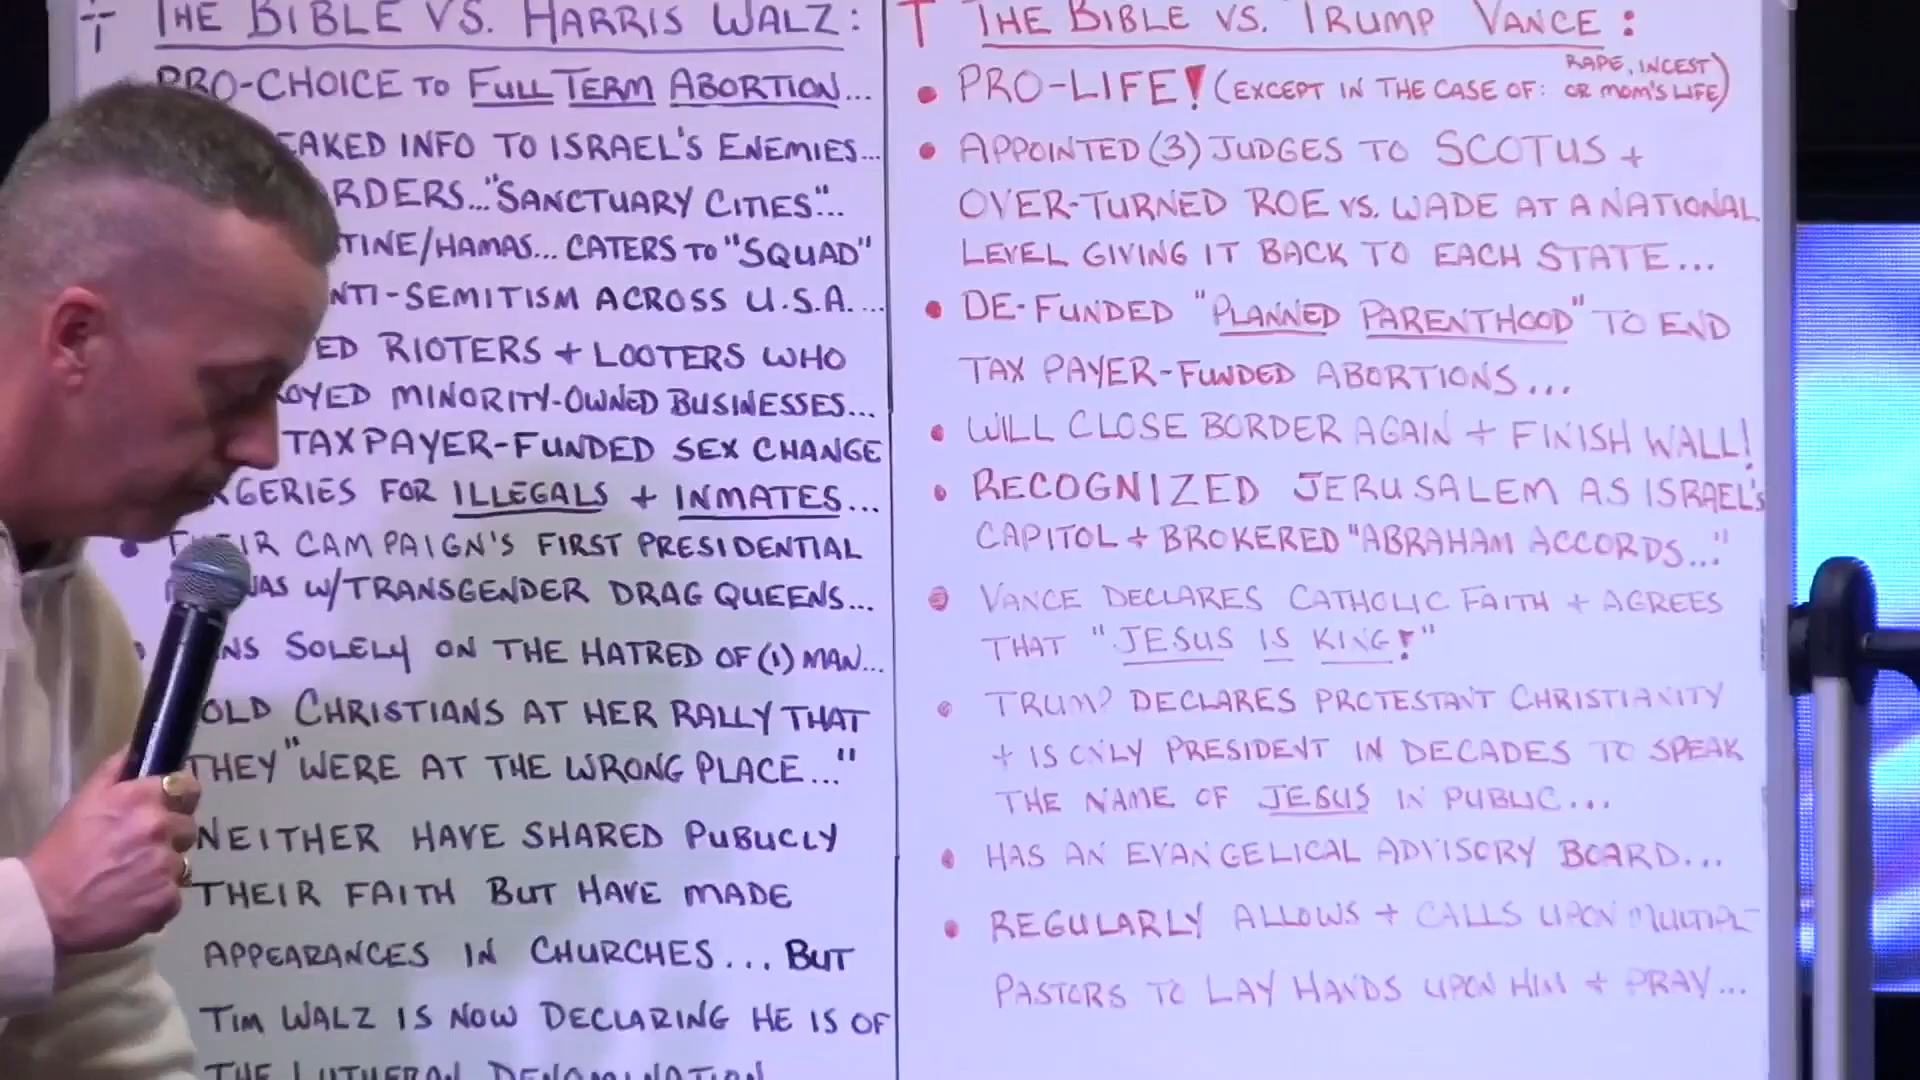 THE BIBLE VS. HARRIS WALZ:
PRO-CHOICE TO FULL TERM ABORTION...
INFO TO ISRAEL'S ENEMIES...
"SANCTUARY CITIES"...
/HAMAS... CATERS TO "SQUAD"
-SEMITISM ACROSS U.S.A....
RIOTERS + LOOTERS WHO
MINORITY-OWNED BUSINESSES...
TAXPAYER-FUNDED SEX CHANGE
FOR ILLEGALS + INMATES...
THEIR CAMPAIGN'S FIRST PRESIDENTIAL
WAS W/TRANSGENDER DRAG QUEENS...
SOLELY ON THE HATRED OF (1) MAN...
OLD CHRISTIANS AT HER RALLY THAT
THEY "WERE AT THE WRONG PLACE..."
NEITHER HAVE SHARED PUBLICLY
THEIR FAITH BUT HAVE MADE
APPEARANCES IN CHURCHES... BUT
TIM WALZ IS NOW DECLARING HE IS OF
THE LUTHERAN DENOMINATION
THE BIBLE VS. TRUMP VANCE:
• PRO-LIFE! (EXCEPT IN THE CASE OF: RAPE, INCEST OR MOM'S LIFE)
• APPOINTED (3) JUDGES TO SCOTUS +
OVER-TURNED ROE VS. WADE AT A NATIONAL
LEVEL GIVING IT BACK TO EACH STATE...
• DE-FUNDED "PLANNED PARENTHOOD" TO END
TAX PAYER-FUNDED ABORTIONS...
• WILL CLOSE BORDER AGAIN + FINISH WALL!
• RECOGNIZED JERUSALEM AS ISRAEL'S
CAPITOL + BROKERED "ABRAHAM ACCORDS..."
• VANCE DECLARES CATHOLIC FAITH + AGREES
THAT "JESUS IS KING!"
• TRUMP DECLARES PROTESTANT CHRISTIANITY
+ IS ONLY PRESIDENT IN DECADES TO SPEAK
THE NAME OF JESUS IN PUBLIC...
• HAS AN EVANGELICAL ADVISORY BOARD...
• REGULARLY ALLOWS + CALLS UPON MULTIPLE
PASTORS TO LAY HANDS UPON HIM + PRAY...